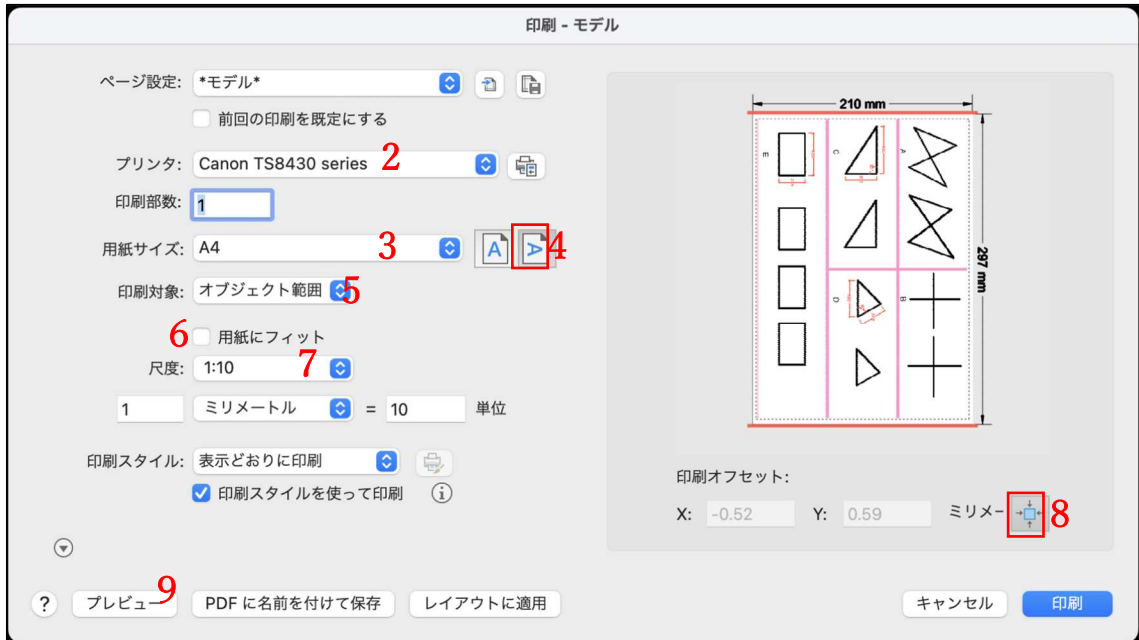 印刷 - モデル
ページ設定: *モデル*
前回の印刷を既定にする
プリンタ: Canon TS8430 series 2
印刷部数: 1
用紙サイズ: A4 3 A A 4
印刷対象: オブジェクト範囲 5
6 用紙にフィット
尺度: 1:10 7
1 ミリメートル = 10 単位
印刷スタイル: 表示どおりに印刷
印刷スタイルを使って印刷 i
210 mm
297 mm
E
C
A
D
B
印刷オフセット:
X: -0.52 Y: 0.59 ミリメー 8
? プレビュー 9 PDF に名前を付けて保存 レイアウトに適用 キャンセル 印刷